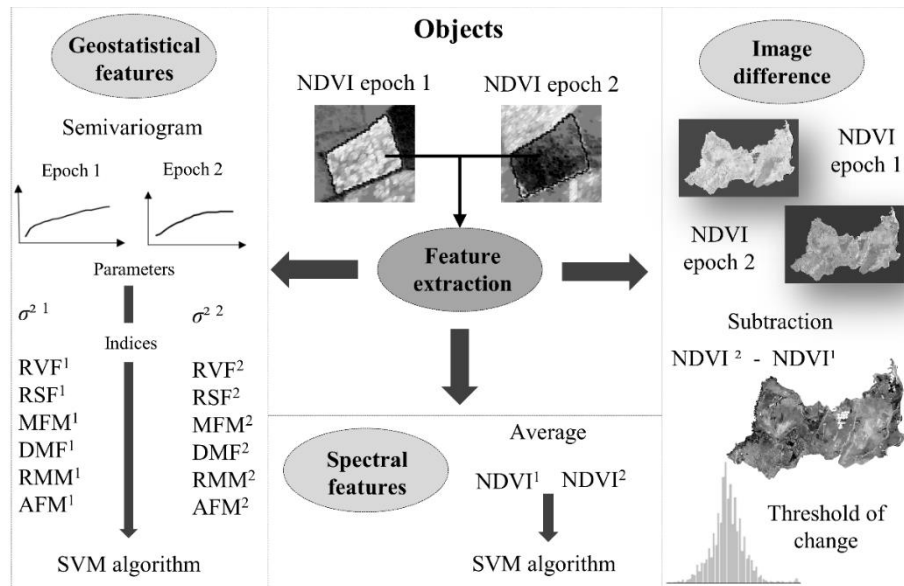 Geostatistical
features
Semivariogram
Epoch 1
Epoch 2
Parameters
σ² ¹
σ² ²
Indices
RVF¹
RVF²
RSF¹
RSF²
MFM¹
MFM²
DMF¹
DMF²
RMM¹
RMM²
AFM¹
AFM²
SVM algorithm
Objects
NDVI epoch 1
NDVI epoch 2
Feature
extraction
Average
Spectral
features
NDVI¹
NDVI²
SVM algorithm
Image
difference
NDVI
epoch 1
NDVI
epoch 2
Subtraction
NDVI ² - NDVI¹
Threshold of
change